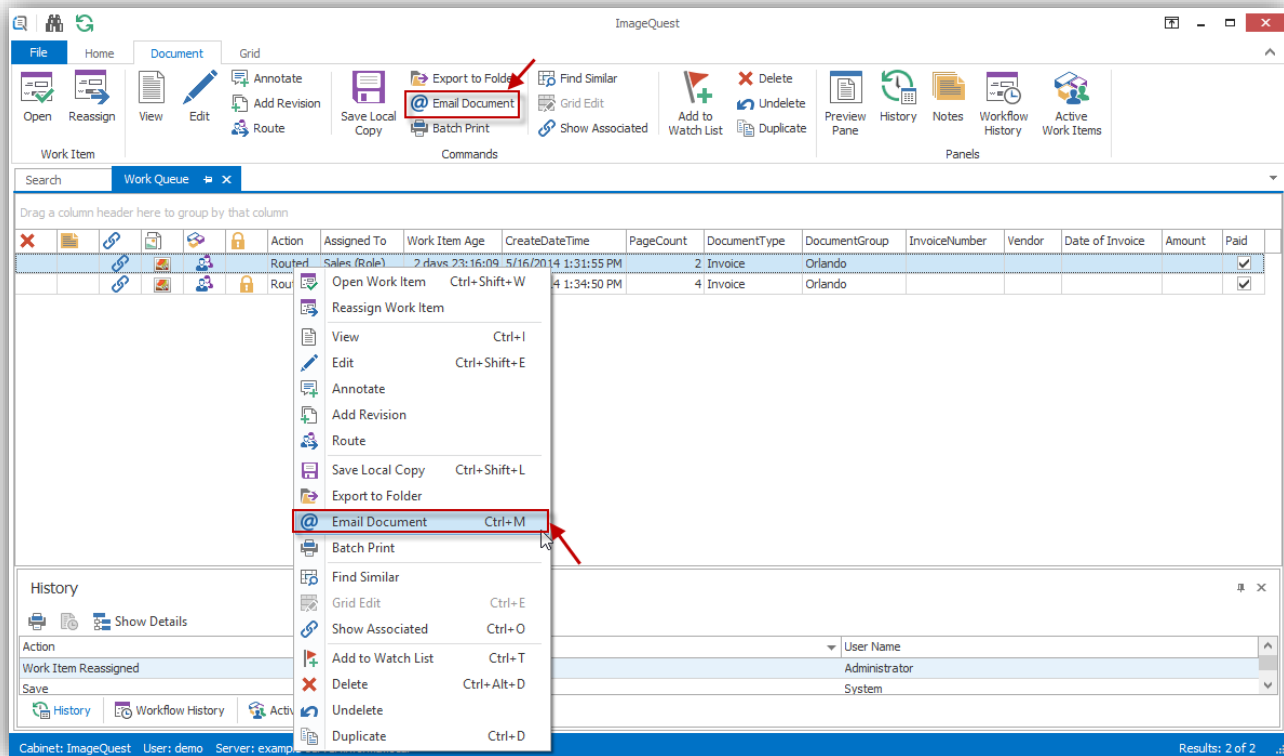 ImageQuest
File Home Document Grid
Open Reassign View Edit Annotate Add Revision Route Save Local Copy Export to Folder Email Document Batch Print Find Similar Grid Edit Show Associated Add to Watch List Delete Undelete Duplicate Preview Pane History Notes Workflow History Active Work Items
Work Item Commands Panels
Search Work Queue
Drag a column header here to group by that column
Action Assigned To Work Item Age CreateDateTime PageCount DocumentType DocumentGroup InvoiceNumber Vendor Date of Invoice Amount Paid
Routed Sales (Role) 2 days 23:16:09 5/16/2014 1:31:55 PM 2 Invoice Orlando
1:34:50 PM 4 Invoice Orlando
Open Work Item Ctrl+Shift+W
Reassign Work Item
View Ctrl+I
Edit Ctrl+Shift+E
Annotate
Add Revision
Route
Save Local Copy Ctrl+Shift+L
Export to Folder
Email Document Ctrl+M
Batch Print
Find Similar
Grid Edit Ctrl+E
Show Associated Ctrl+O
Add to Watch List Ctrl+T
Delete Ctrl+Alt+D
Undelete
Duplicate Ctrl+D
History
Show Details
Action User Name
Work Item Reassigned Administrator
Save System
History Workflow History
Cabinet: ImageQuest User: demo Server: Results: 2 of 2